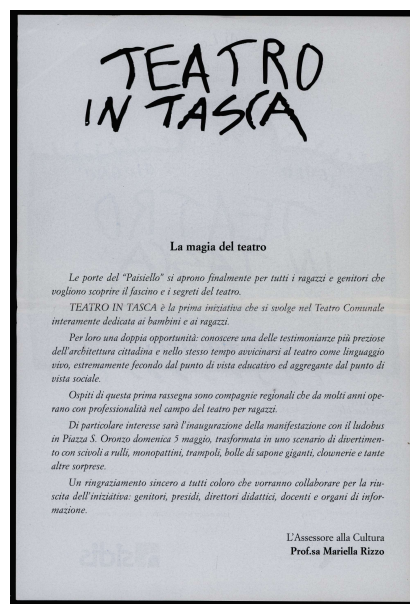 TEATRO
IN TASCA
La magia del teatro
Le porte del "Paisiello" si aprono finalmente per tutti i ragazzi e genitori che
vogliono scoprire il fascino e i segreti del teatro.
TEATRO IN TASCA è la prima iniziativa che si svolge nel Teatro Comunale
interamente dedicata ai bambini e ai ragazzi.
Per loro una doppia opportunità: conoscere una delle testimonianze più preziose
dell'architettura cittadina e nello stesso tempo avvicinarsi al teatro come linguaggio
vivo, estremamente fecondo dal punto di vista educativo ed aggregante dal punto di
vista sociale.
Ospiti di questa prima rassegna sono compagnie regionali che da molti anni ope-
rano con professionalità nel campo del teatro per ragazzi.
Di particolare interesse sarà l'inaugurazione della manifestazione con il ludobus
in Piazza S. Oronzo domenica 5 maggio, trasformata in uno scenario di divertimen-
to con scivoli a rulli, monopattini, trampoli, bolle di sapone giganti, clownerie e tante
altre sorprese.
Un ringraziamento sincero a tutti coloro che vorranno collaborare per la riu-
scita dell'iniziativa: genitori, presidi, direttori didattici, docenti e organi di infor-
mazione.
L'Assessore alla Cultura
Prof.sa Mariella Rizzo